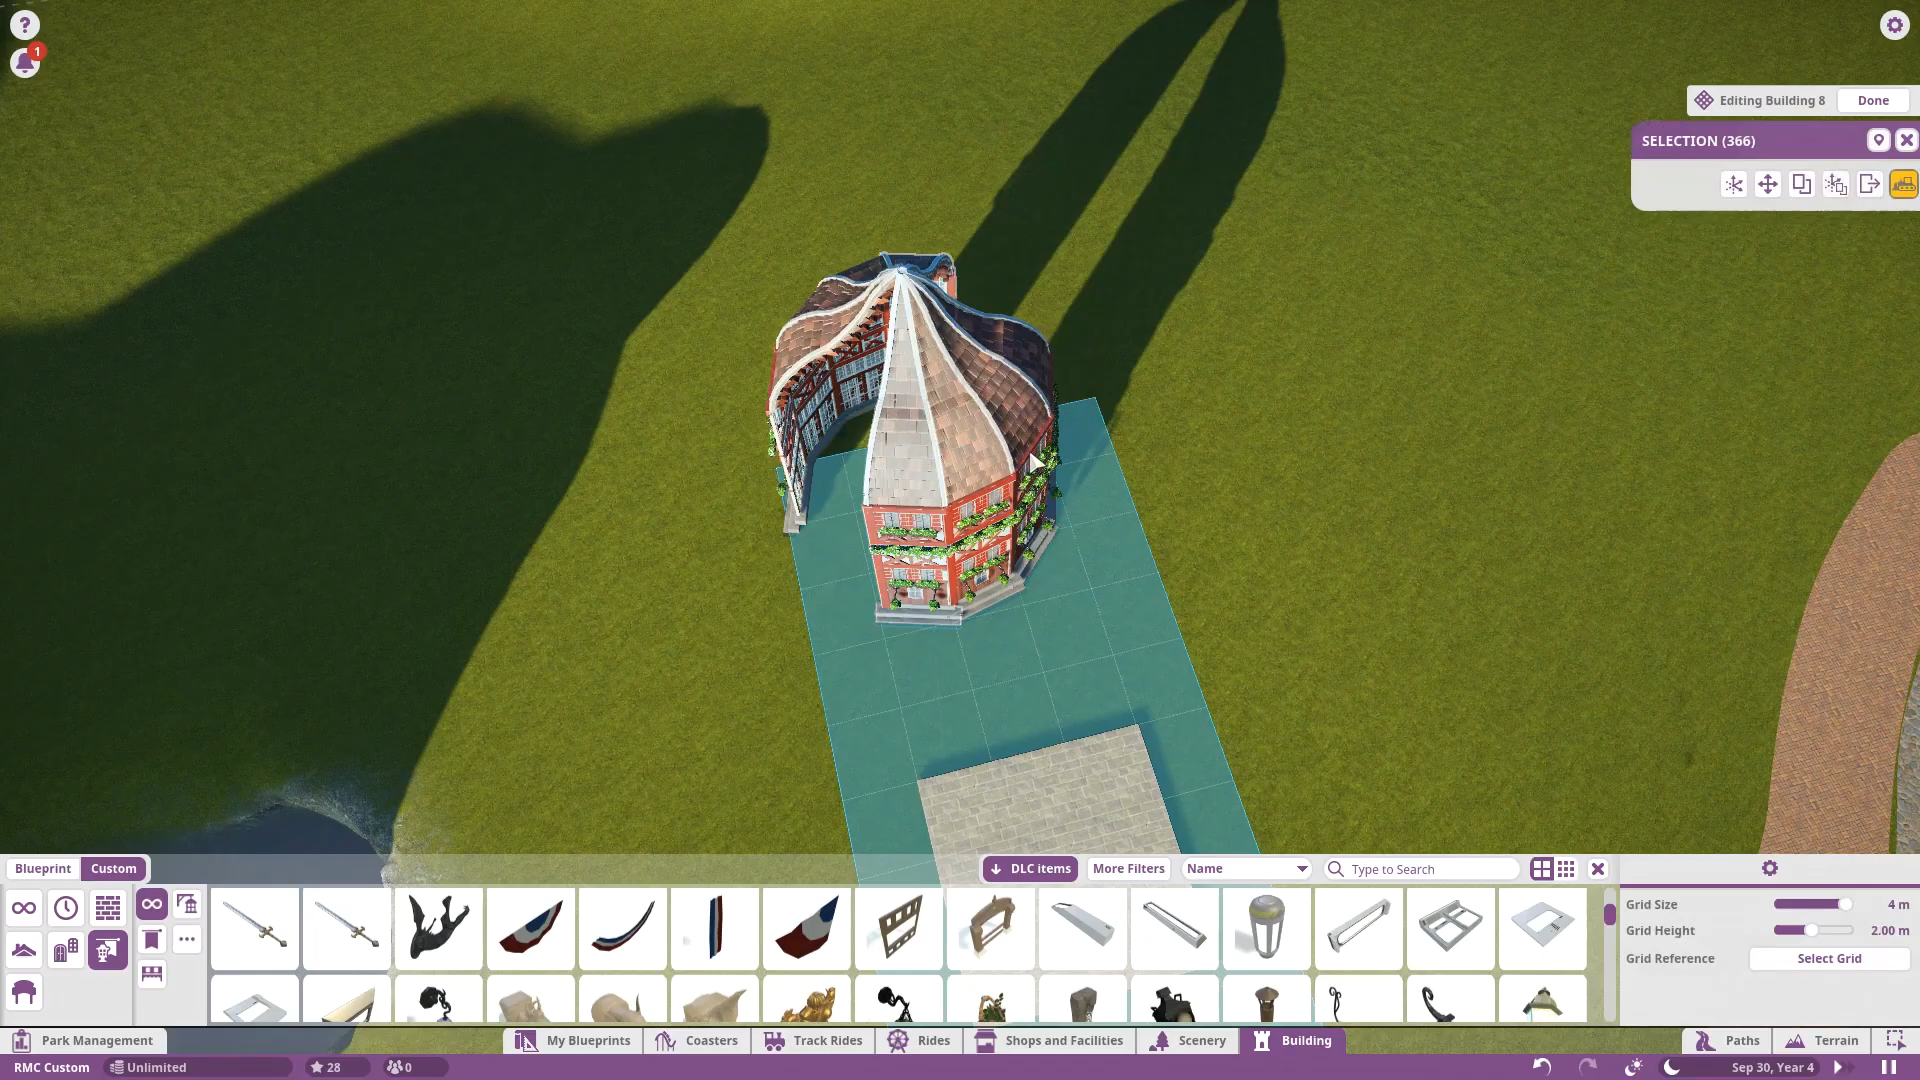 ?
1
Editing Building 8
Done
SELECTION (366)
Blueprint
Custom
DLC items
More Filters
Name
Type to Search
Grid Size
4 m
Grid Height
2.00 m
Grid Reference
Select Grid
Park Management
My Blueprints
Coasters
Track Rides
Rides
Shops and Facilities
Scenery
Building
Paths
Terrain
RMC Custom
Unlimited
28
0
Sep 30, Year 4